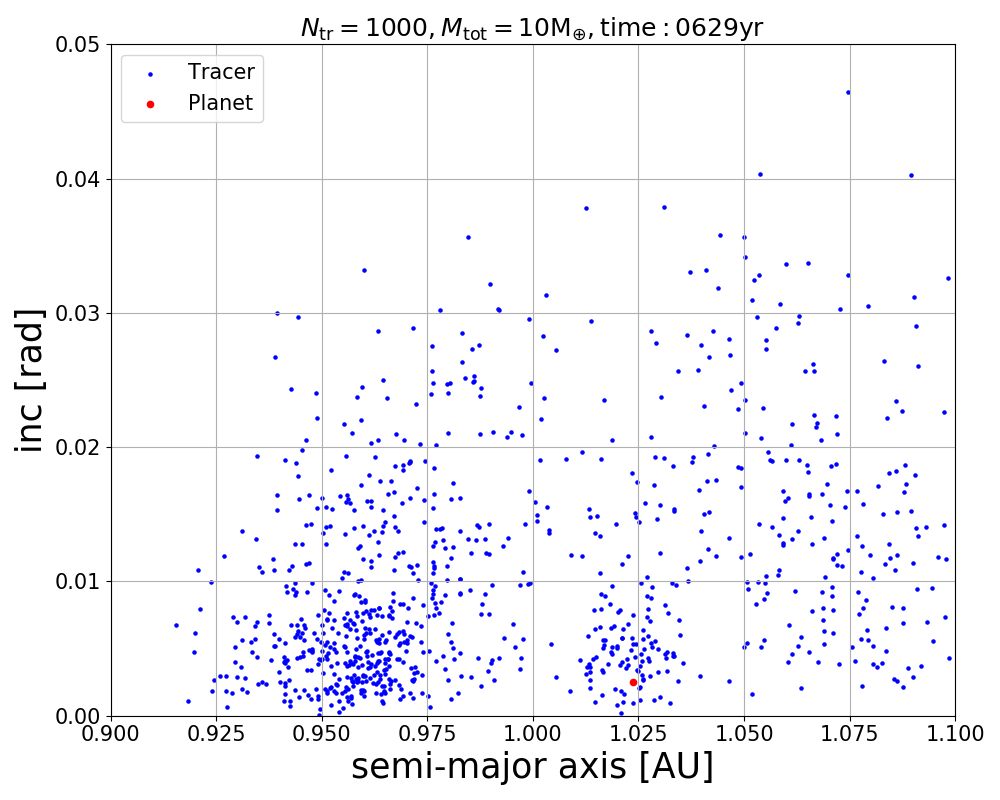 N_tr = 1000, M_tot = 10M_⊕, time : 0629yr
Tracer
Planet
inc [rad]
0.05
0.04
0.03
0.02
0.01
0.00
0.900 0.925 0.950 0.975 1.000 1.025 1.050 1.075 1.100
semi-major axis [AU]